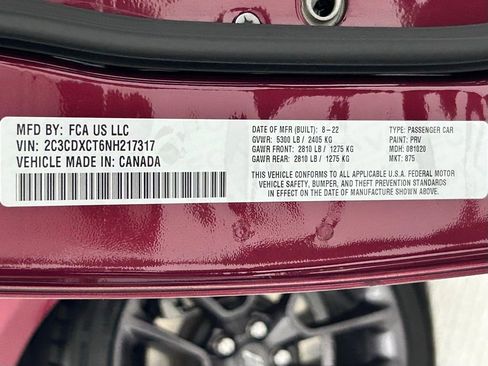 MFD BY: FCA US LLC
VIN: 2C3CDXCT6NH217317
VEHICLE MADE IN: CANADA
DATE OF MFR (BUILT): 8-22
GVWR: 5300 LB / 2405 KG
GAWR FRONT: 2810 LB / 1275 KG
GAWR REAR: 2810 LB / 1275 KG
TYPE: PASSENGER CAR
PAINT: PRV
MDH: 081020
MKT: 875
THIS VEHICLE CONFORMS TO ALL APPLICABLE U.S.A. FEDERAL MOTOR
VEHICLE SAFETY, BUMPER, AND THEFT PREVENTION STANDARDS
IN EFFECT ON THE DATE OF MANUFACTURE SHOWN ABOVE.